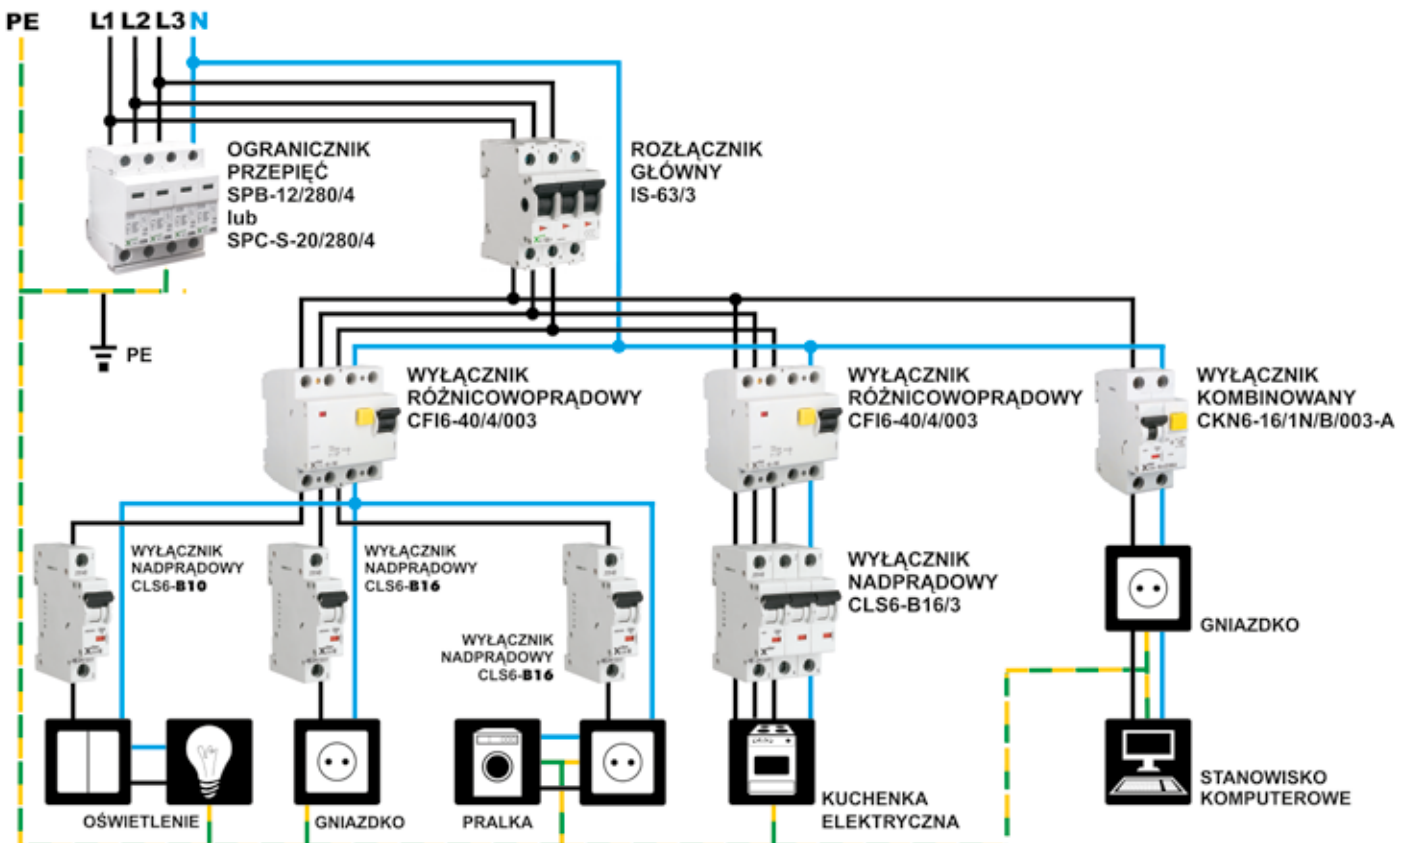 PE
L1 L2 L3 N
OGRANICZNIK
PRZEPIĘĆ
SPB-12/280/4
lub
SPC-S-20/280/4
ROZŁĄCZNIK
GŁÓWNY
IS-63/3
PE
WYŁĄCZNIK
RÓŻNICOWOPRĄDOWY
CFI6-40/4/003
WYŁĄCZNIK
RÓŻNICOWOPRĄDOWY
CFI6-40/4/003
WYŁĄCZNIK
KOMBINOWANY
CKN6-16/1N/B/003-A
WYŁĄCZNIK
NADPRĄDOWY
CLS6-B10
WYŁĄCZNIK
NADPRĄDOWY
CLS6-B16
WYŁĄCZNIK
NADPRĄDOWY
CLS6-B16
WYŁĄCZNIK
NADPRĄDOWY
CLS6-B16/3
GNIAZDKO
OŚWIETLENIE
GNIAZDKO
PRALKA
KUCHENKA
ELEKTRYCZNA
STANOWISKO
KOMPUTEROWE